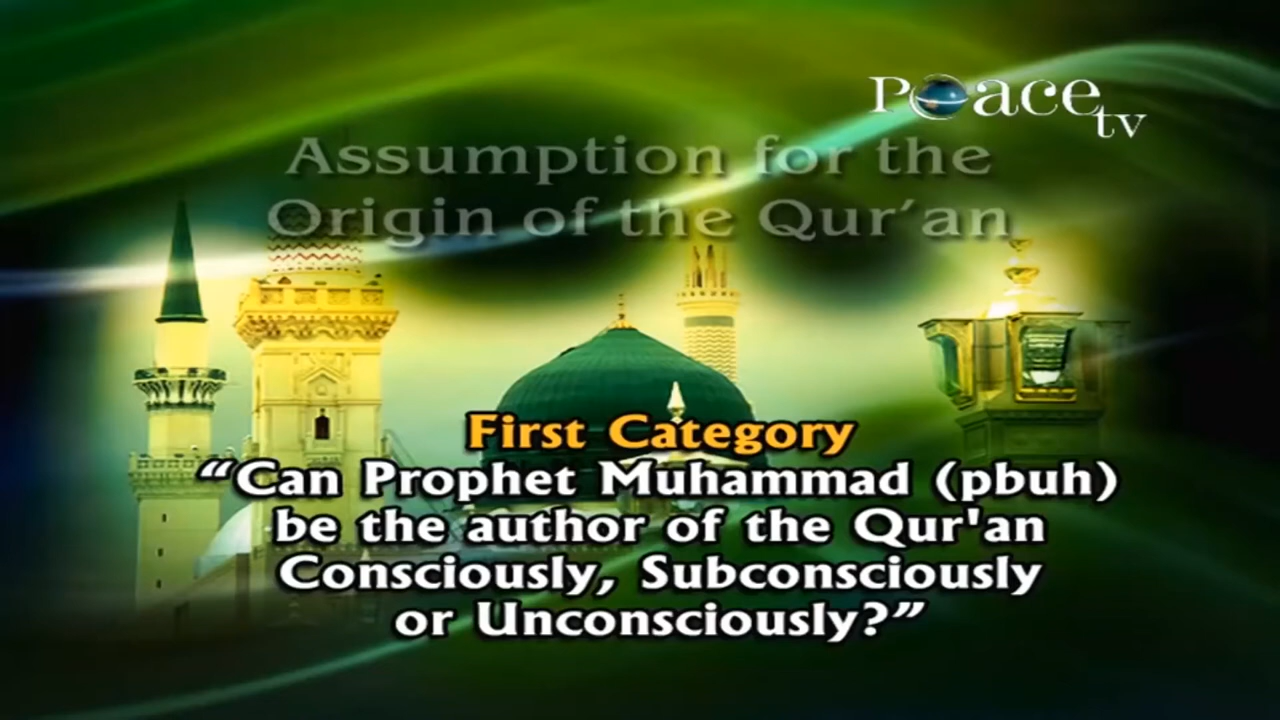 Peace tv
Assumption for the
Origin of the Qur’an
First Category
“Can Prophet Muhammad (pbuh)
be the author of the Qur'an
Consciously, Subconsciously
or Unconsciously?”